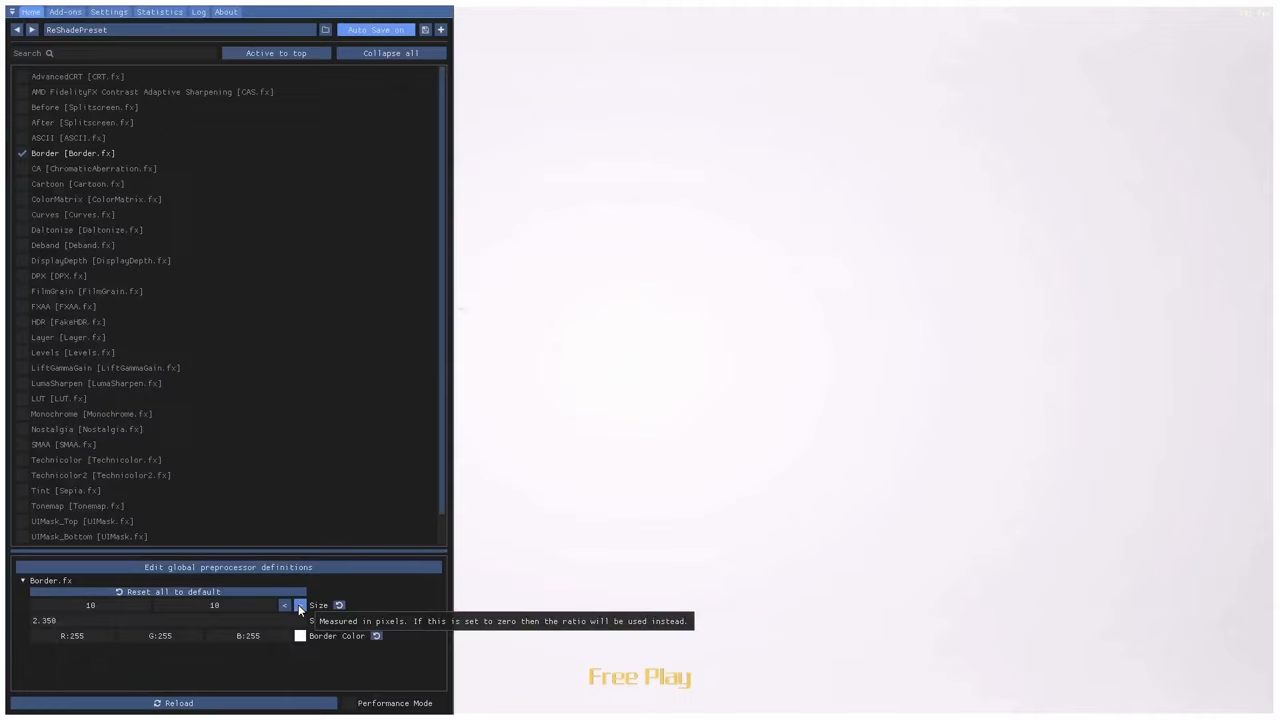 Home Add-ons Settings Statistics Log About
ReShadePreset Auto Save on
Search Active to top Collapse all
AdvancedCRT [CRT.fx]
AMD FidelityFX Contrast Adaptive Sharpening [CAS.fx]
Before [Splitscreen.fx]
After [Splitscreen.fx]
ASCII [ASCII.fx]
Border [Border.fx]
CA [ChromaticAberration.fx]
Cartoon [Cartoon.fx]
ColorMatrix [ColorMatrix.fx]
Curves [Curves.fx]
Daltonize [Daltonize.fx]
Deband [Deband.fx]
DisplayDepth [DisplayDepth.fx]
DPX [DPX.fx]
FilmGrain [FilmGrain.fx]
FXAA [FXAA.fx]
HDR [FakeHDR.fx]
Layer [Layer.fx]
Levels [Levels.fx]
LiftGammaGain [LiftGammaGain.fx]
LumaSharpen [LumaSharpen.fx]
LUT [LUT.fx]
Monochrome [Monochrome.fx]
Nostalgia [Nostalgia.fx]
SMAA [SMAA.fx]
Technicolor [Technicolor.fx]
Technicolor2 [Technicolor2.fx]
Tint [Sepia.fx]
Tonemap [Tonemap.fx]
UIMask_Top [UIMask.fx]
UIMask_Bottom [UIMask.fx]
Edit global preprocessor definitions
Border.fx
Reset all to default
10 10 < Size
2.350 Measured in pixels. If this is set to zero then the ratio will be used instead.
R:255 G:255 B:255 Border Color
Free Play
Reload Performance Mode